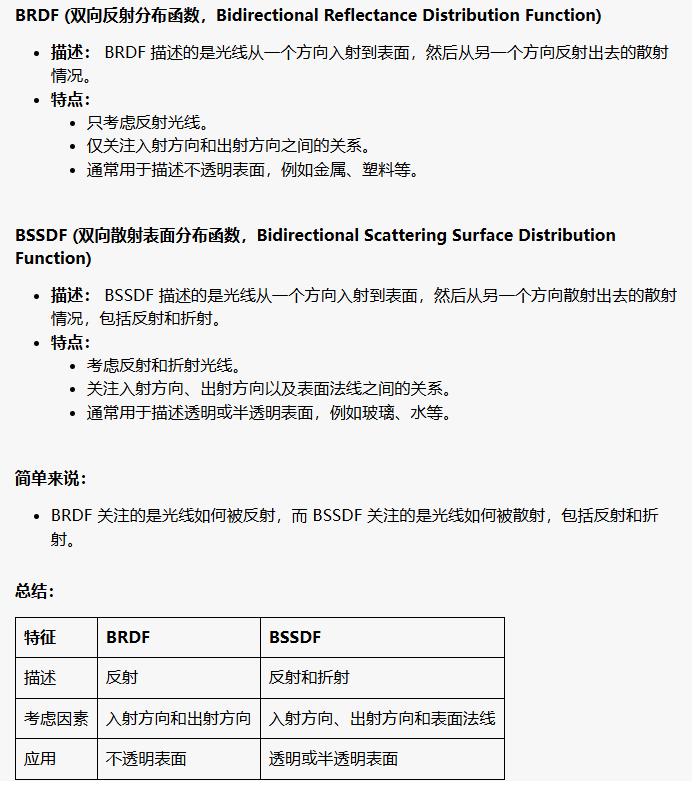 BRDF (双向反射分布函数，Bidirectional Reflectance Distribution Function)
• 描述： BRDF 描述的是光线从一个方向入射到表面，然后从另一个方向反射出去的散射
情况。
• 特点：
• 只考虑反射光线。
• 仅关注入射方向和出射方向之间的关系。
• 通常用于描述不透明表面，例如金属、塑料等。
BSSDF (双向散射表面分布函数，Bidirectional Scattering Surface Distribution
Function)
• 描述： BSSDF 描述的是光线从一个方向入射到表面，然后从另一个方向散射出去的散射
情况，包括反射和折射。
• 特点：
• 考虑反射和折射光线。
• 关注入射方向、出射方向以及表面法线之间的关系。
• 通常用于描述透明或半透明表面，例如玻璃、水等。
简单来说：
• BRDF 关注的是光线如何被反射，而 BSSDF 关注的是光线如何被散射，包括反射和折
射。
总结：
特征 BRDF BSSDF
描述 反射 反射和折射
考虑因素 入射方向和出射方向 入射方向、出射方向和表面法线
应用 不透明表面 透明或半透明表面